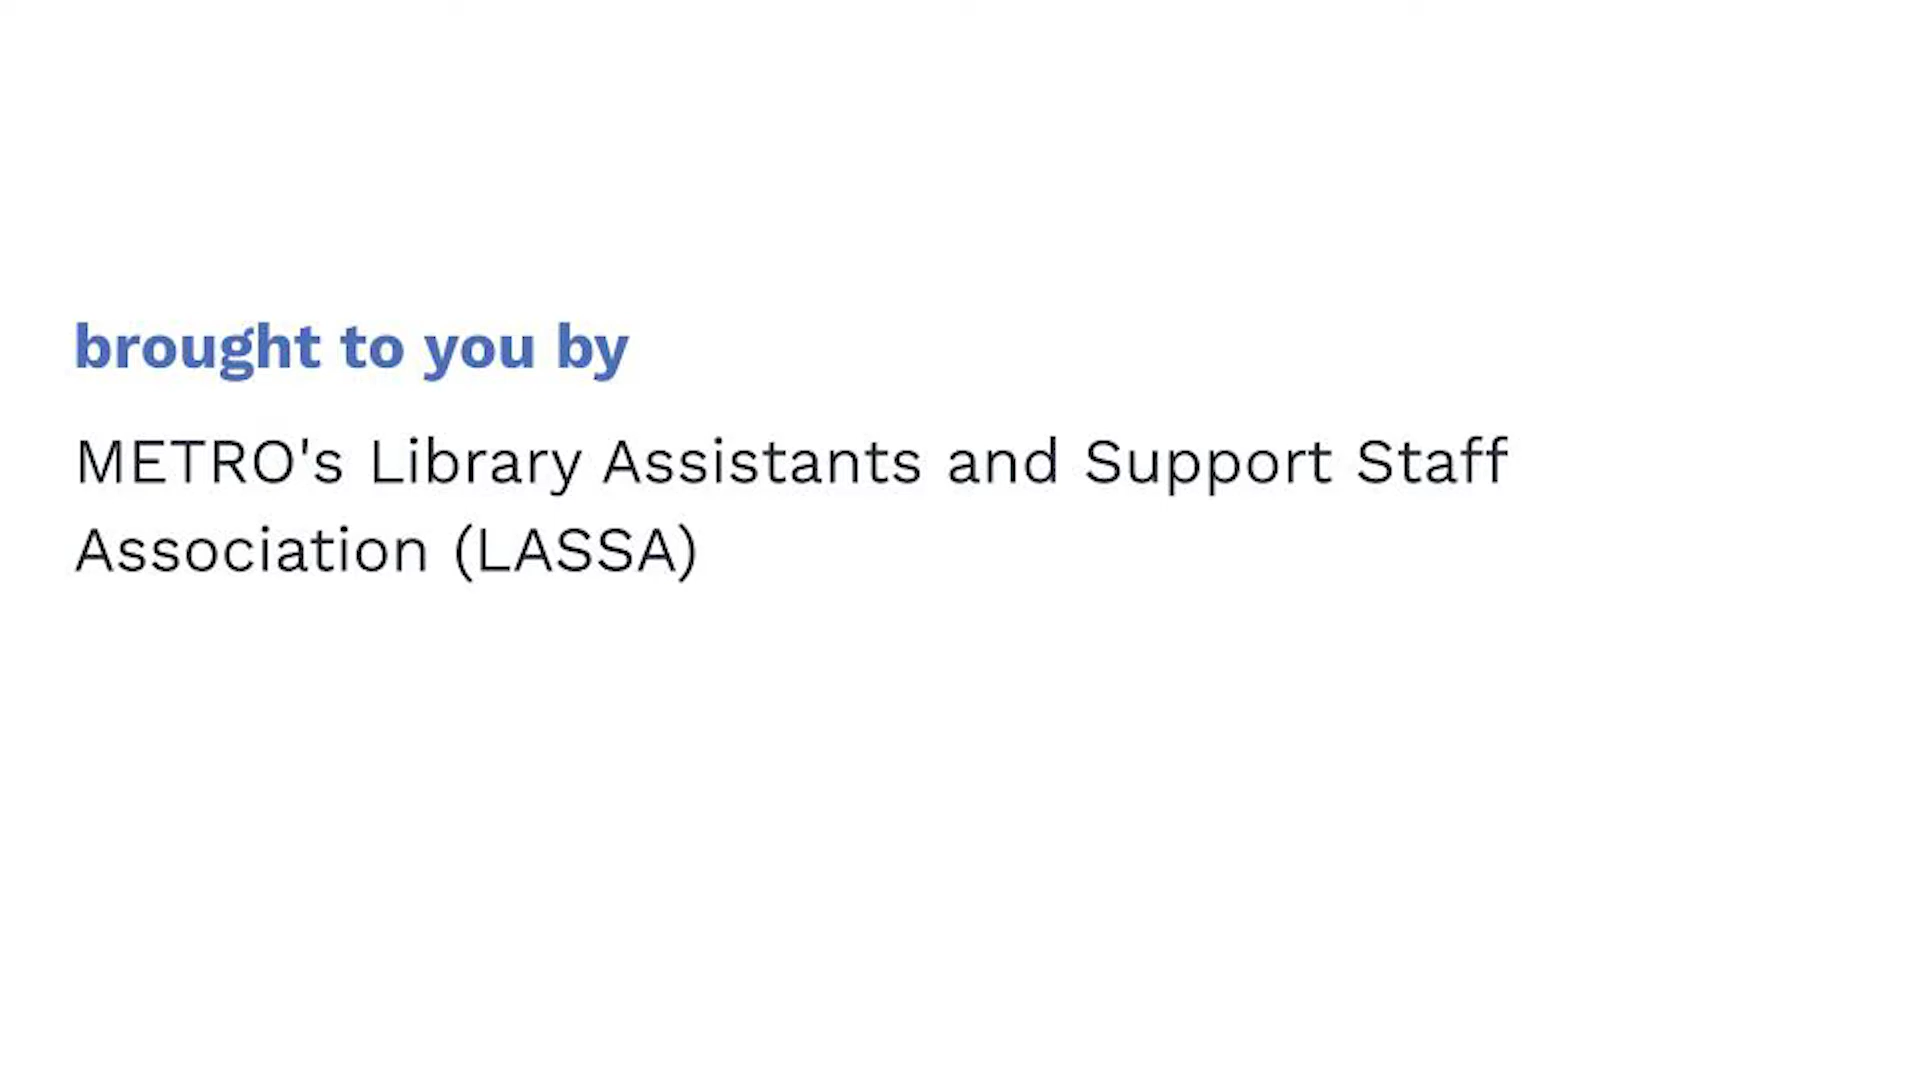 brought to you by
METRO's Library Assistants and Support Staff
Association (LASSA)